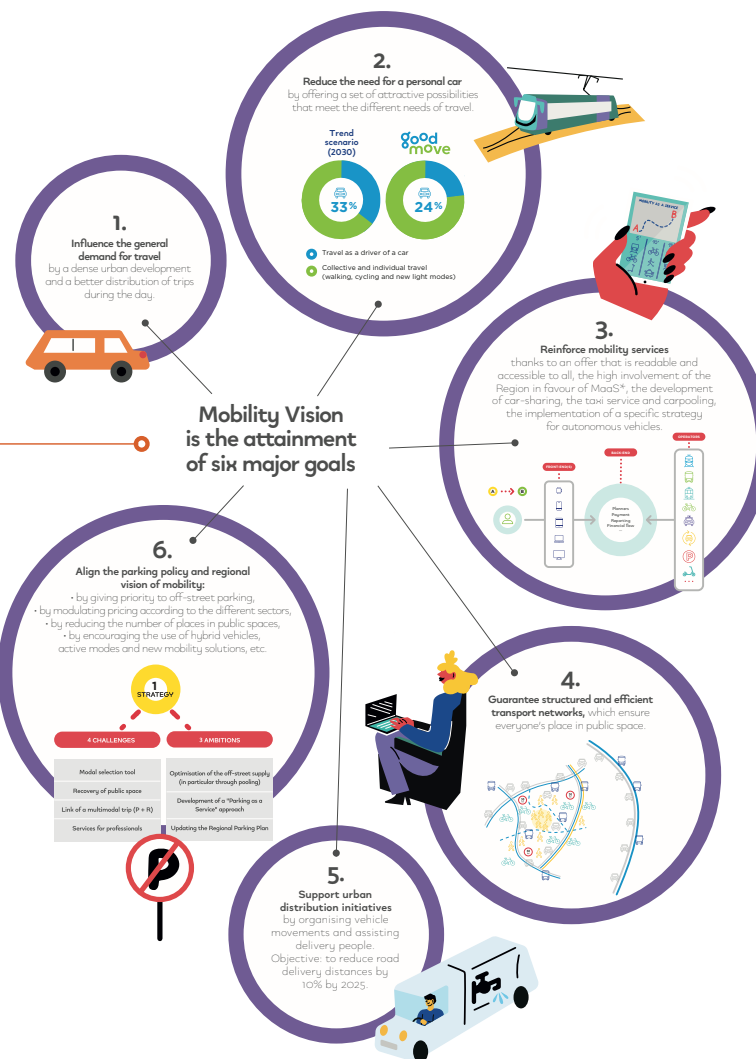 Mobility Vision
is the attainment
of six major goals
1.
Influence the general
demand for travel
by a dense urban development
and a better distribution of trips
during the day.
2.
Reduce the need for a personal car
by offering a set of attractive possibilities
that meet the different needs of travel.
Trend
scenario
(2030)
good
move
33%
24%
Travel as a driver of a car
Collective and individual travel
(walking, cycling and new light modes)
MOBILITY AS A SERVICE
A
B
3.
Reinforce mobility services
thanks to an offer that is readable and
accessible to all, the high involvement of the
Region in favour of MaaS*, the development
of car-sharing, the taxi service and carpooling,
the implementation of a specific strategy
for autonomous vehicles.
A
B
FRONT-END(S)
BACK-END
OPERATORS
Planners
Payment
Reporting
Financial flow
...
P
...
4.
Guarantee structured and efficient
transport networks, which ensure
everyone's place in public space.
5.
Support urban
distribution initiatives
by organising vehicle
movements and assisting
delivery people.
Objective: to reduce road
delivery distances by
10% by 2025.
6.
Align the parking policy and regional
vision of mobility:
• by giving priority to off-street parking,
• by modulating pricing according to the different sectors,
• by reducing the number of places in public spaces,
• by encouraging the use of hybrid vehicles,
active modes and new mobility solutions, etc.
1
STRATEGY
4 CHALLENGES
Modal selection tool
Recovery of public space
Link of a multimodal trip (P + R)
Services for professionals
3 AMBITIONS
Optimisation of the off-street supply
(in particular through pooling)
Development of a "Parking as a
Service" approach
Updating the Regional Parking Plan
P